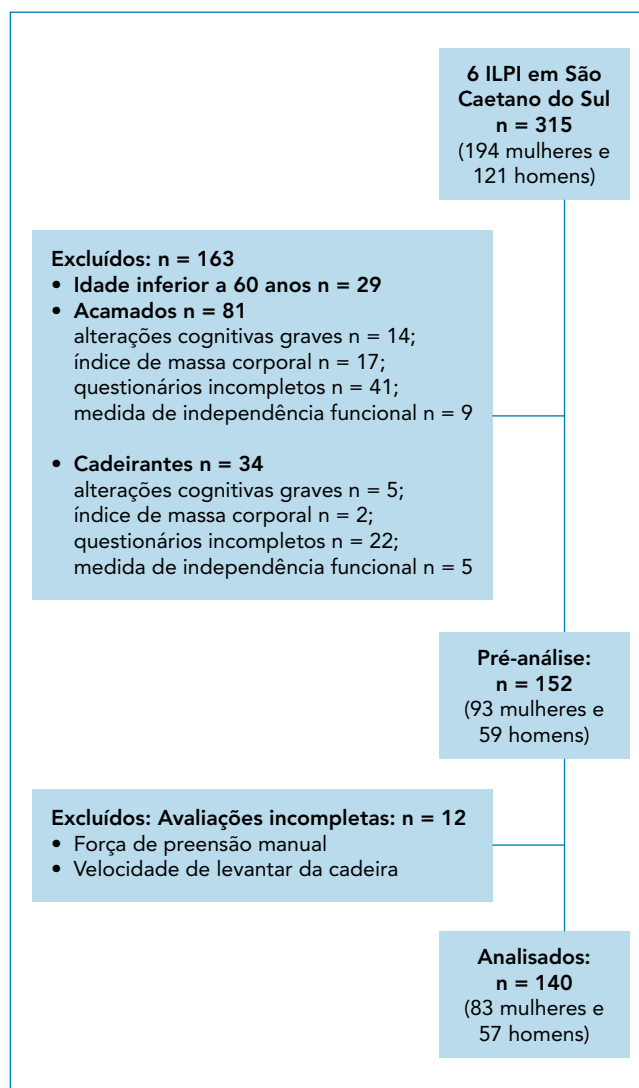 6 ILPI em São
Caetano do Sul
n = 315
(194 mulheres e
121 homens)
Excluídos: n = 163
• Idade inferior a 60 anos n = 29
• Acamados n = 81
alterações cognitivas graves n = 14;
índice de massa corporal n = 17;
questionários incompletos n = 41;
medida de independência funcional n = 9
• Cadeirantes n = 34
alterações cognitivas graves n = 5;
índice de massa corporal n = 2;
questionários incompletos n = 22;
medida de independência funcional n = 5
Pré-análise:
n = 152
(93 mulheres e
59 homens)
Excluídos: Avaliações incompletas: n = 12
• Força de preensão manual
• Velocidade de levantar da cadeira
Analisados:
n = 140
(83 mulheres e
57 homens)